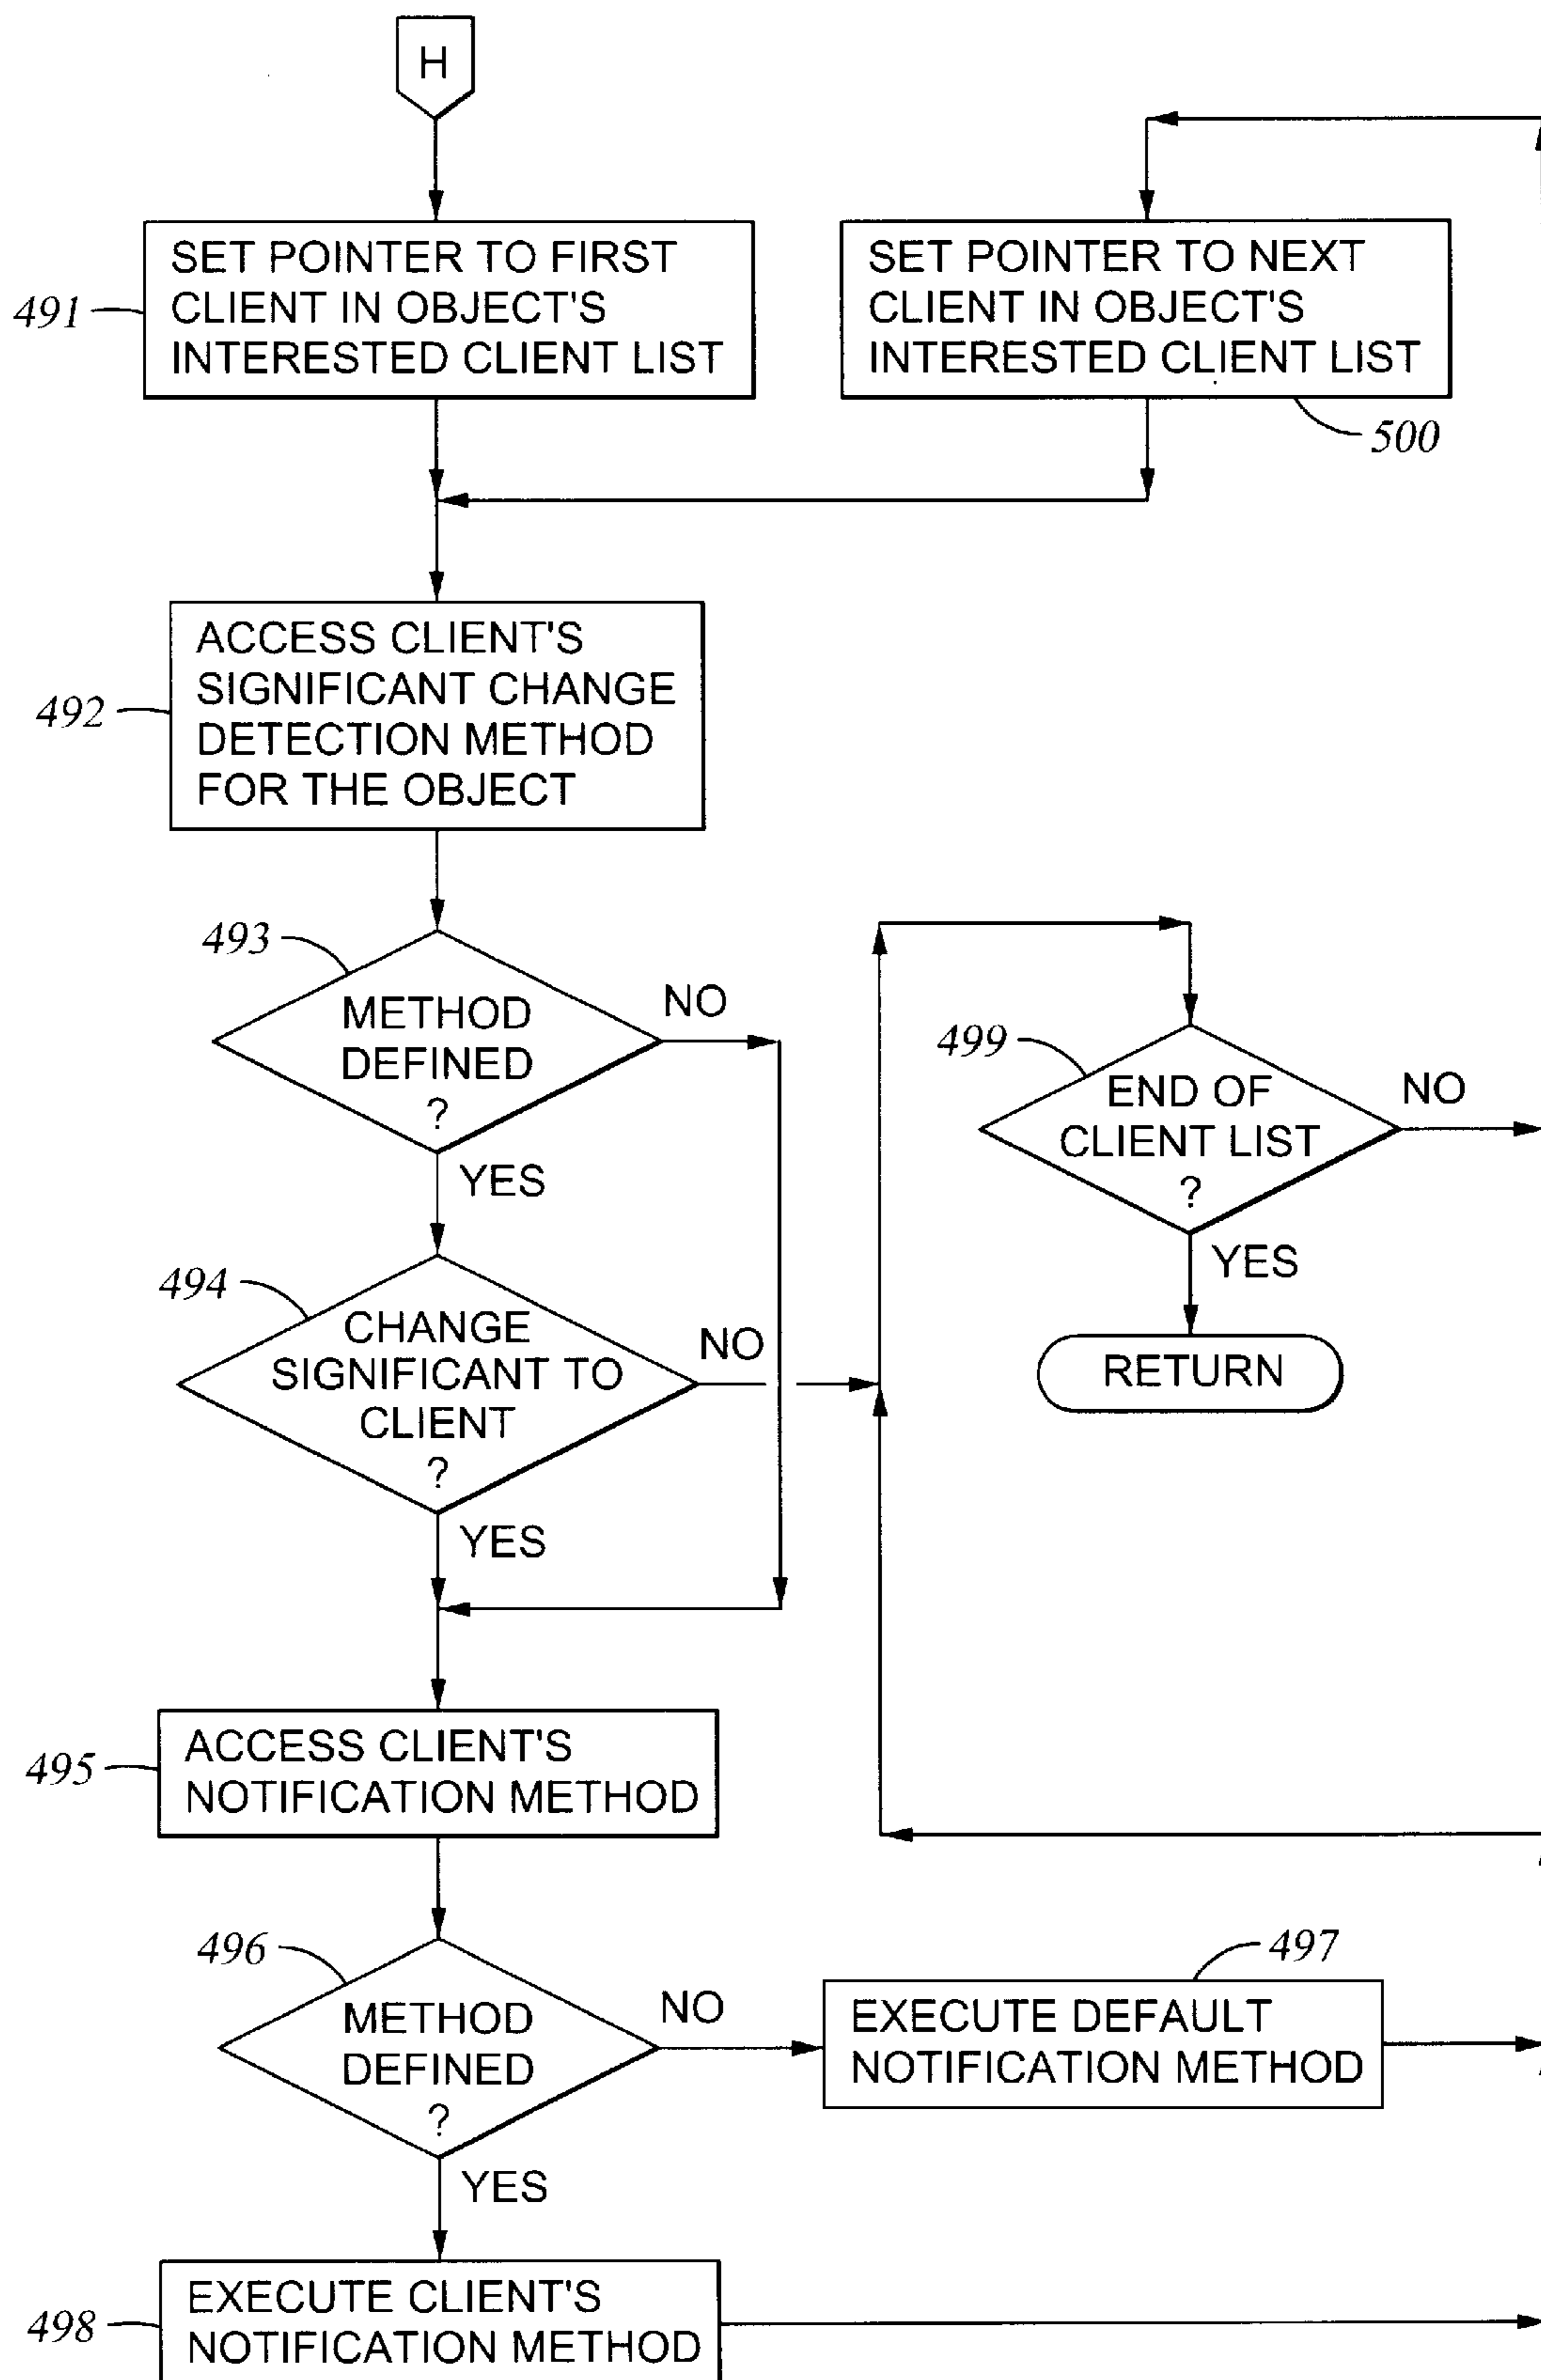 H
SET POINTER TO FIRST
CLIENT IN OBJECT'S
INTERESTED CLIENT LIST
491
SET POINTER TO NEXT
CLIENT IN OBJECT'S
INTERESTED CLIENT LIST
500
ACCESS CLIENT'S
SIGNIFICANT CHANGE
DETECTION METHOD
FOR THE OBJECT
492
493
METHOD
DEFINED
?
NO
YES
494
CHANGE
SIGNIFICANT TO
CLIENT
?
NO
YES
499
END OF
CLIENT LIST
?
NO
YES
RETURN
495
ACCESS CLIENT'S
NOTIFICATION METHOD
496
METHOD
DEFINED
?
NO
YES
497
EXECUTE DEFAULT
NOTIFICATION METHOD
498
EXECUTE CLIENT'S
NOTIFICATION METHOD